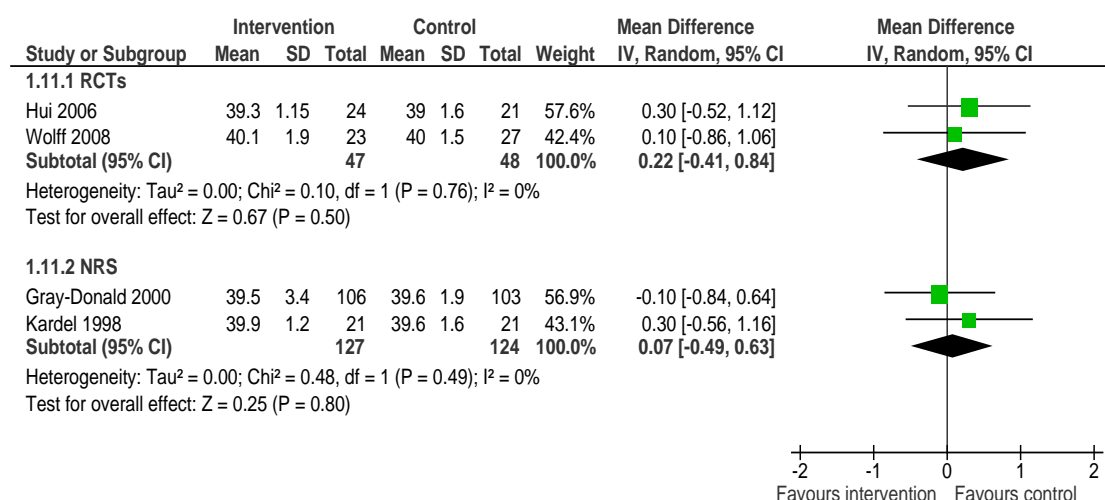 Intervention Control Mean Difference Mean Difference
Study or Subgroup Mean SD Total Mean SD Total Weight IV, Random, 95% CI IV, Random, 95% CI
1.11.1 RCTs
Hui 2006 39.3 1.15 24 39 1.6 21 57.6% 0.30 [-0.52, 1.12]
Wolff 2008 40.1 1.9 23 40 1.5 27 42.4% 0.10 [-0.86, 1.06]
Subtotal (95% CI) 47 48 100.0% 0.22 [-0.41, 0.84]
Heterogeneity: Tau² = 0.00; Chi² = 0.10, df = 1 (P = 0.76); I² = 0%
Test for overall effect: Z = 0.67 (P = 0.50)
1.11.2 NRS
Gray-Donald 2000 39.5 3.4 106 39.6 1.9 103 56.9% -0.10 [-0.84, 0.64]
Kardel 1998 39.9 1.2 21 39.6 1.6 21 43.1% 0.30 [-0.56, 1.16]
Subtotal (95% CI) 127 124 100.0% 0.07 [-0.49, 0.63]
Heterogeneity: Tau² = 0.00; Chi² = 0.48, df = 1 (P = 0.49); I² = 0%
Test for overall effect: Z = 0.25 (P = 0.80)
-2 -1 0 1 2
Favours intervention Favours control